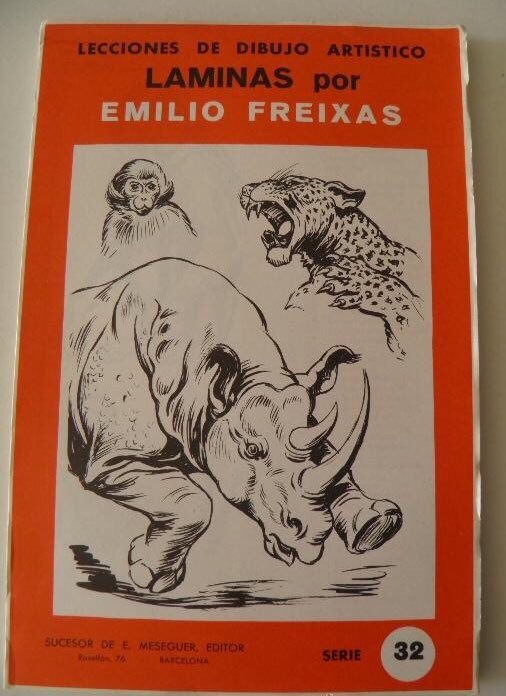 LECCIONES DE DIBUJO ARTISTICO
LAMINAS por
EMILIO FREIXAS
SUCESOR DE E. MESEGUER, EDITOR
Rosellón, 76 BARCELONA
SERIE 32